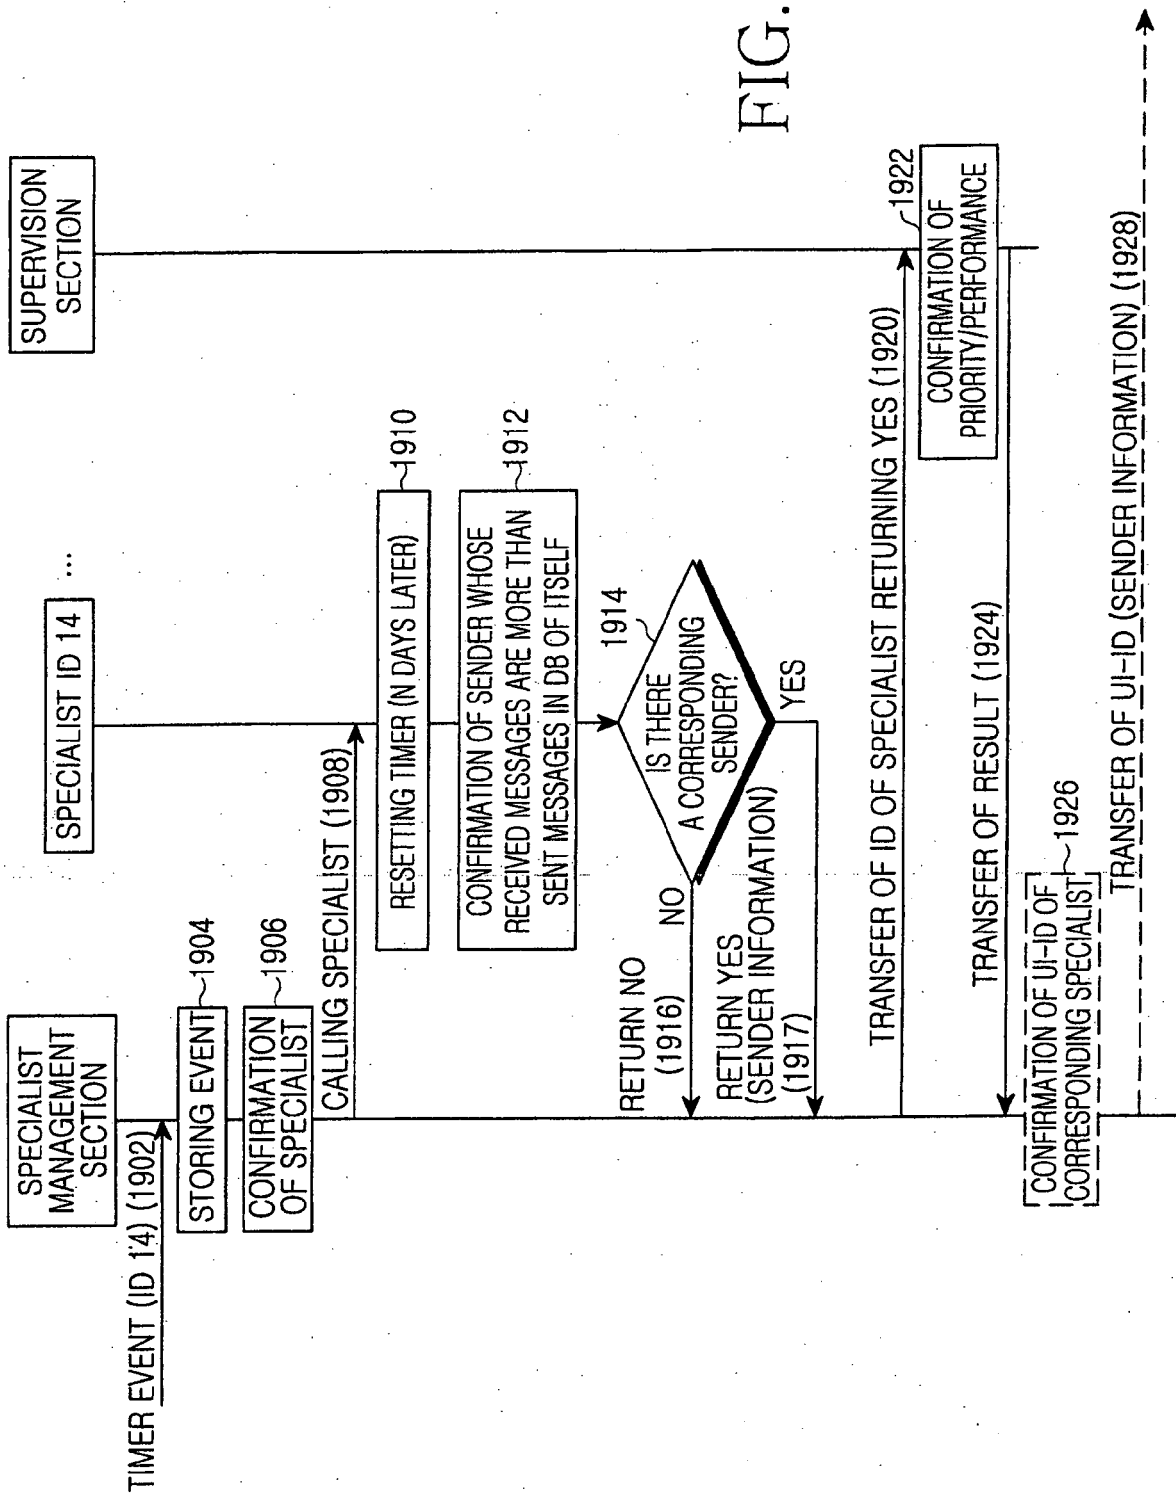 SPECIALIST
MANAGEMENT
SECTION
SPECIALIST ID 14 ...
SUPERVISION
SECTION
TIMER EVENT (ID 14) (1902)
STORING EVENT
1904
CONFIRMATION
OF SPECIALIST
1906
CALLING SPECIALIST (1908)
RESETTING TIMER (N DAYS LATER)
1910
CONFIRMATION OF SENDER WHOSE
RECEIVED MESSAGES ARE MORE THAN
SENT MESSAGES IN DB OF ITSELF
1912
IS THERE
A CORRESPONDING
SENDER?
1914
NO
RETURN NO
(1916)
YES
RETURN YES
(SENDER INFORMATION)
(1917)
TRANSFER OF ID OF SPECIALIST RETURNING YES (1920)
CONFIRMATION OF
PRIORITY/PERFORMANCE
1922
TRANSFER OF RESULT (1924)
CONFIRMATION OF UI-ID OF
CORRESPONDING SPECIALIST
1926
TRANSFER OF UI-ID (SENDER INFORMATION) (1928)
FIG.